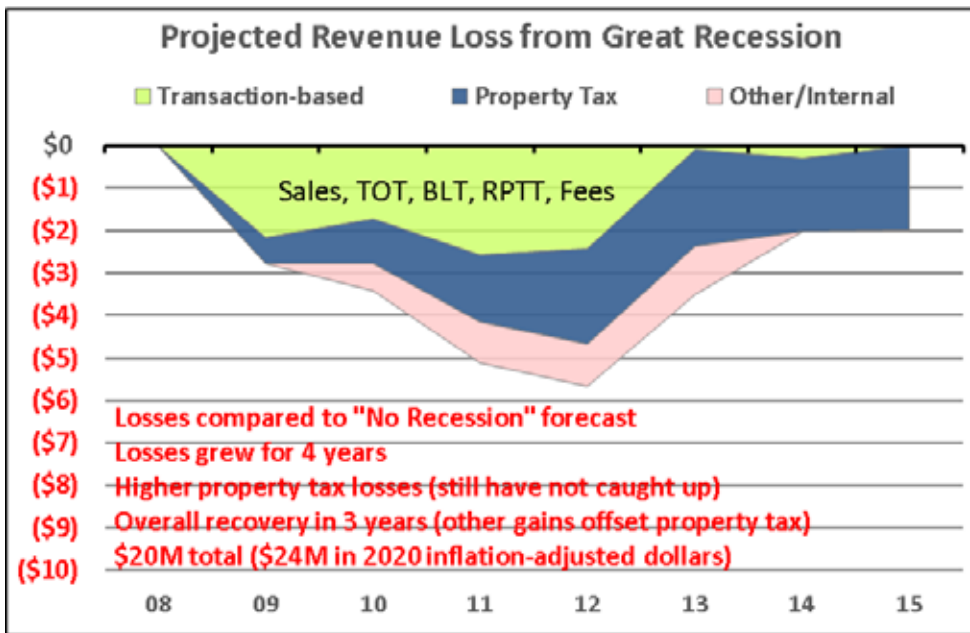 Projected Revenue Loss from Great Recession
Transaction-based Property Tax Other/Internal
$0
($1)
Sales, TOT, BLT, RPTT, Fees
($2)
($3)
($4)
($5)
($6)
Losses compared to "No Recession" forecast
($7)
Losses grew for 4 years
($8)
Higher property tax losses (still have not caught up)
($9)
Overall recovery in 3 years (other gains offset property tax)
$20M total ($24M in 2020 inflation-adjusted dollars)
($10)
08 09 10 11 12 13 14 15